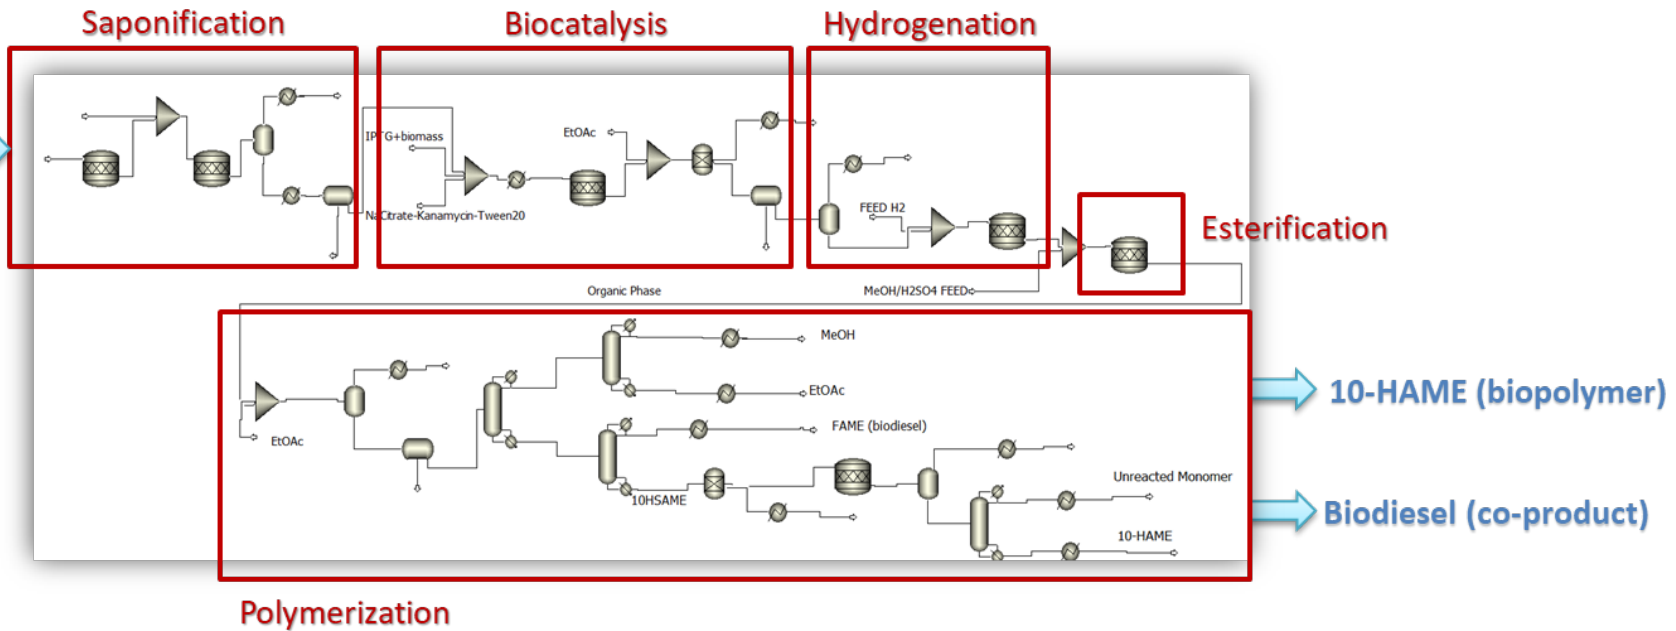 Saponification
Biocatalysis
Hydrogenation
IPTG+biomass
EtOAc
NaCitrate-Kanamycin-Tween20
FEED H2
Esterification
Organic Phase
MeOH/H2SO4 FEED
MeOH
EtOAc
EtOAc
FAME (biodiesel)
10HSAME
Unreacted Monomer
10-HAME
10-HAME (biopolymer)
Biodiesel (co-product)
Polymerization